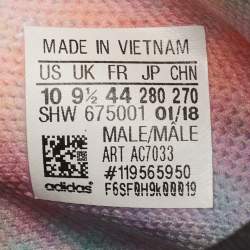 MADE IN VIETNAM
US UK FR JP CHN
10 9½ 44 280 270
SHW 675001 01/18
MALE/MÂLE
ART AC7033
#119565950
adidas F6SF0H9k00019